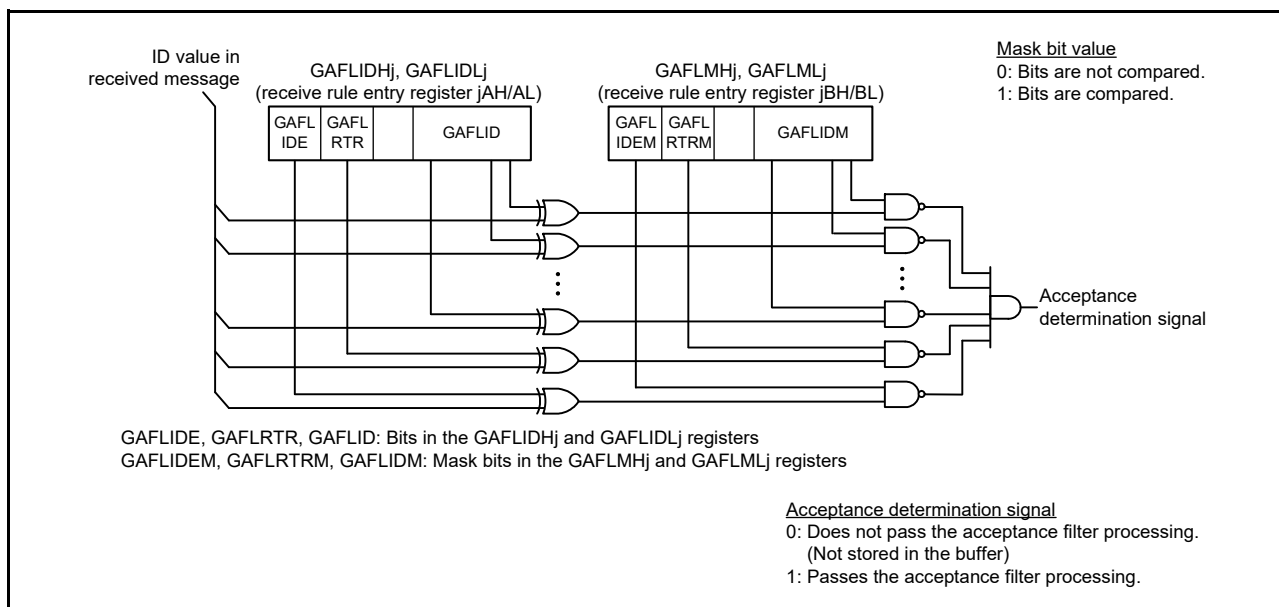 ID value in
received message
GAFLIDHj, GAFLIDLj
(receive rule entry register jAH/AL)
GAFL
IDE
GAFL
RTR
GAFLID
GAFLMHj, GAFLMLj
(receive rule entry register jBH/BL)
GAFL
IDEM
GAFL
RTRM
GAFLIDM
Mask bit value
0: Bits are not compared.
1: Bits are compared.
Acceptance
determination signal
GAFLIDE, GAFLRTR, GAFLID: Bits in the GAFLIDHj and GAFLIDLj registers
GAFLIDEM, GAFLRTRM, GAFLIDM: Mask bits in the GAFLMHj and GAFLMLj registers
Acceptance determination signal
0: Does not pass the acceptance filter processing.
(Not stored in the buffer)
1: Passes the acceptance filter processing.